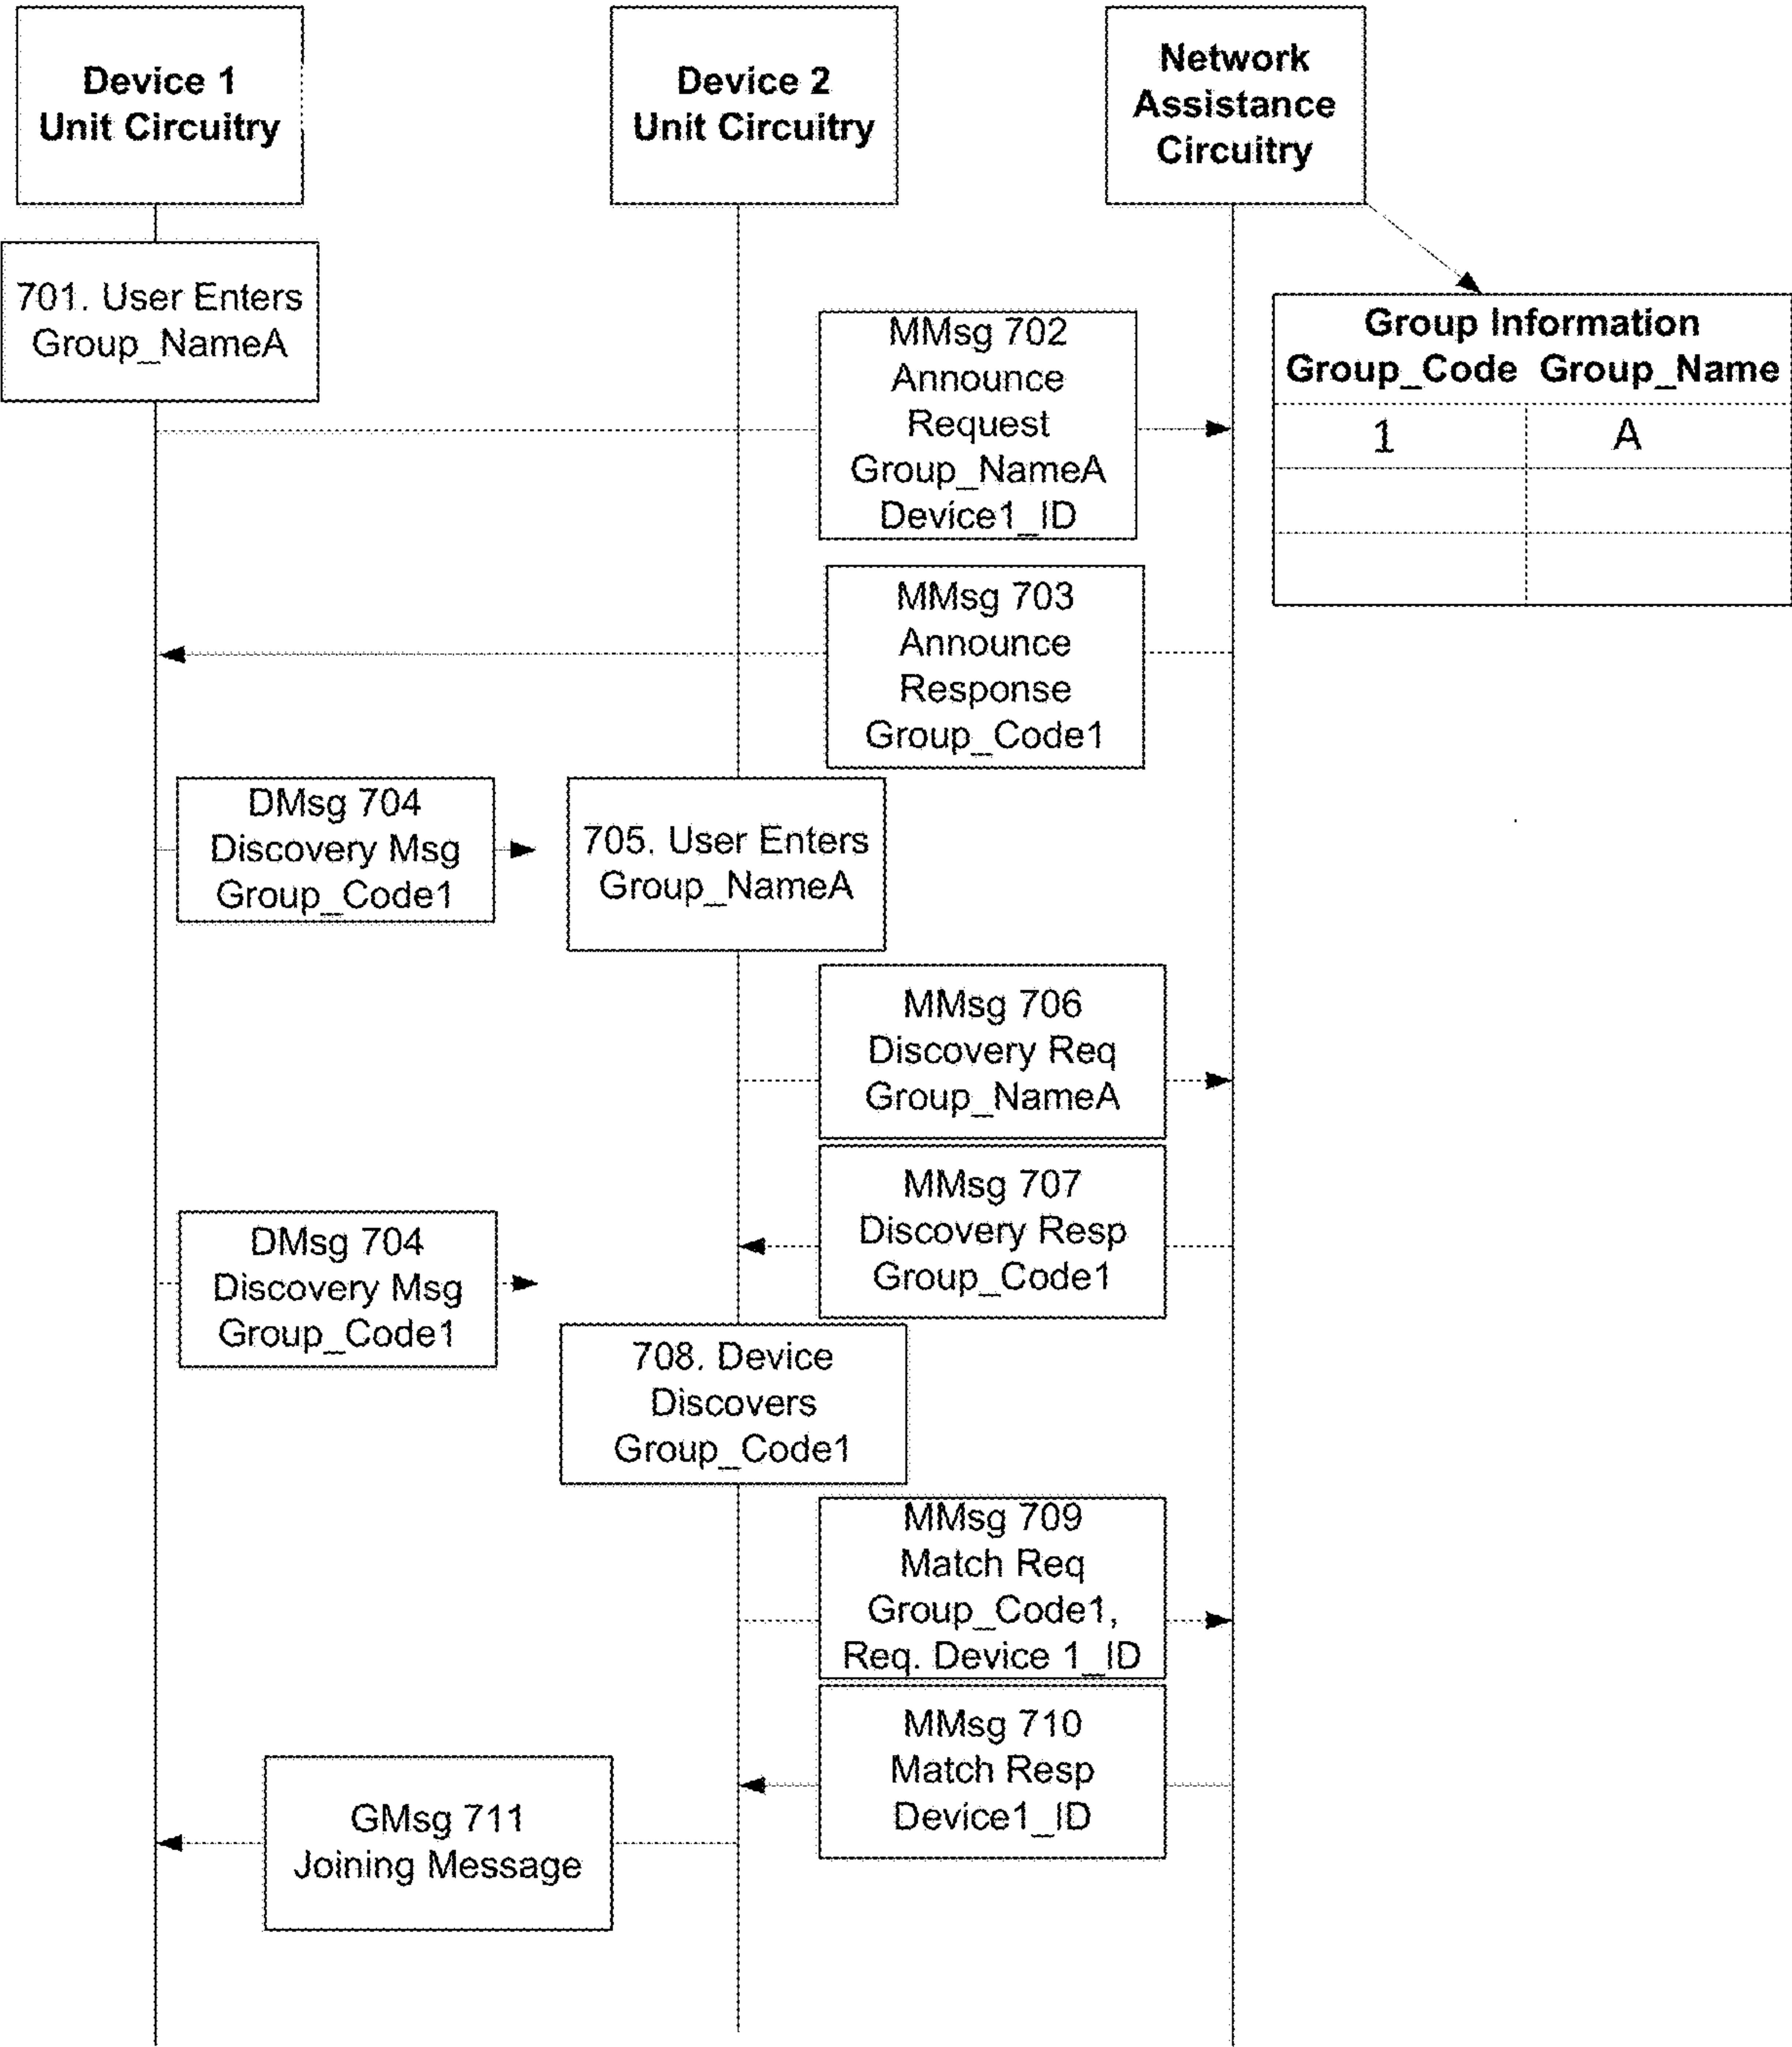 Device 1
Unit Circuitry
Device 2
Unit Circuitry
Network
Assistance
Circuitry
701. User Enters
Group_NameA
MMsg 702
Announce
Request
Group_NameA
Device1_ID
Group Information
Group_Code Group_Name
1 A
MMsg 703
Announce
Response
Group_Code1
DMsg 704
Discovery Msg
Group_Code1
705. User Enters
Group_NameA
MMsg 706
Discovery Req
Group_NameA
MMsg 707
Discovery Resp
Group_Code1
DMsg 704
Discovery Msg
Group_Code1
708. Device
Discovers
Group_Code1
MMsg 709
Match Req
Group_Code1,
Req. Device 1_ID
MMsg 710
Match Resp
Device1_ID
GMsg 711
Joining Message